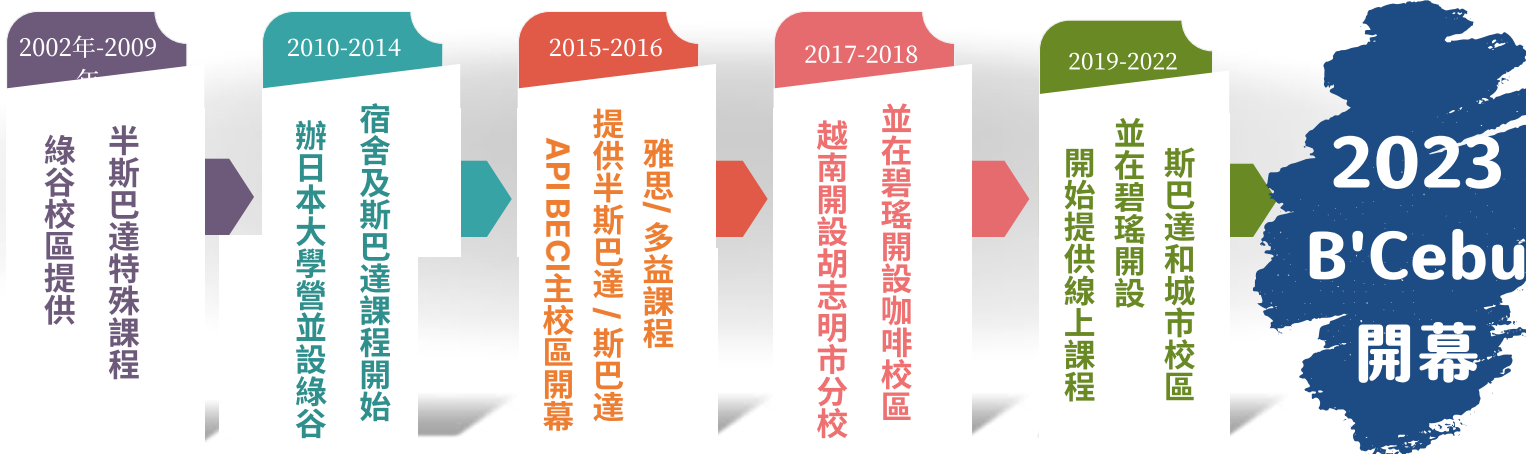 2002年-2009
年
綠谷校區提供
半斯巴達特殊課程
2010-2014
辦日本大學營並設綠谷
宿舍及斯巴達課程開始
2015-2016
API BECI主校區開幕
提供半斯巴達 / 斯巴達
雅思/ 多益課程
2017-2018
越南開設胡志明市分校
並在碧瑤開設咖啡校區
2019-2022
開始提供線上課程
並在碧瑤開設
斯巴達和城市校區
2023
B'Cebu
開幕